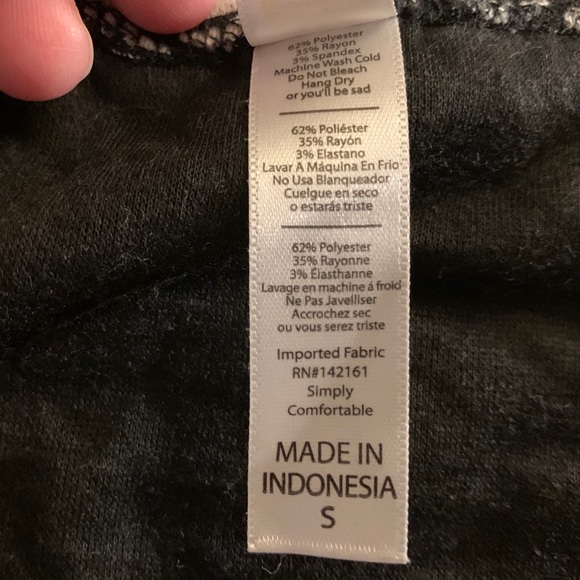 62% Polyester
35% Rayon
3% Spandex
Machine Wash Cold
Do Not Bleach
Hang Dry
or you'll be sad
62% Poliéster
35% Rayón
3% Elastano
Lavar A Máquina En Frio
No Usa Blanqueador
Cuelgue en seco
o estarás triste
62% Polyester
35% Rayonne
3% Élasthanne
Lavage en machine á froid
Ne Pas Javelliser
Accrochez sec
ou vous serez triste
Imported Fabric
RN#142161
Simply
Comfortable
MADE IN
INDONESIA
S